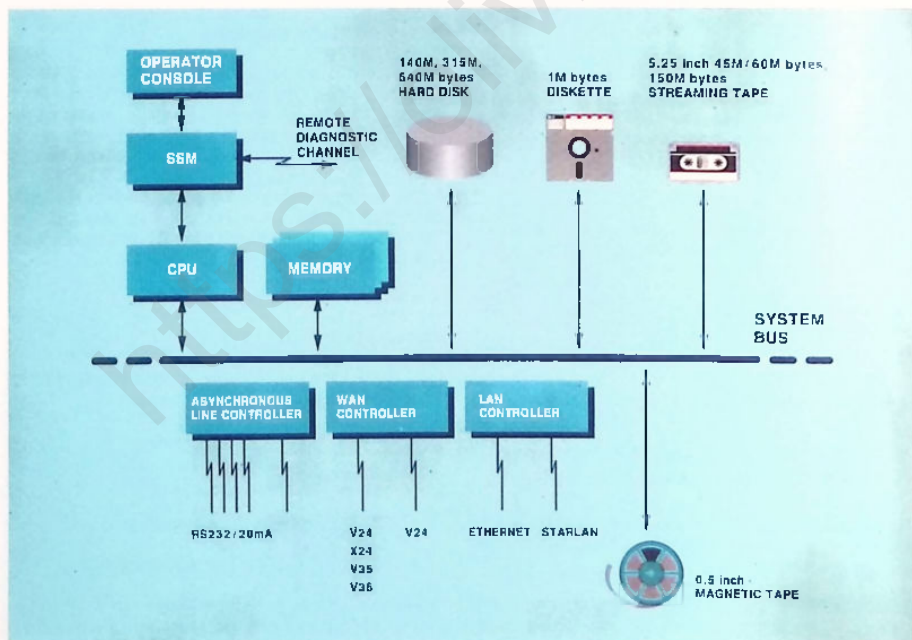 OPERATOR
CONSOLE
SSM
REMOTE
DIAGNOSTIC
CHANNEL
140M, 315M,
640M bytes
HARD DISK
1M bytes
DISKETTE
5.25 inch 45M/60M bytes,
150M bytes
STREAMING TAPE
CPU
MEMORY
SYSTEM
BUS
ASYNCHRONOUS
LINE CONTROLLER
WAN
CONTROLLER
LAN
CONTROLLER
RS232/20mA
V24
X24
V35
V36
V24
ETHERNET
STARLAN
0.5 inch
MAGNETIC TAPE